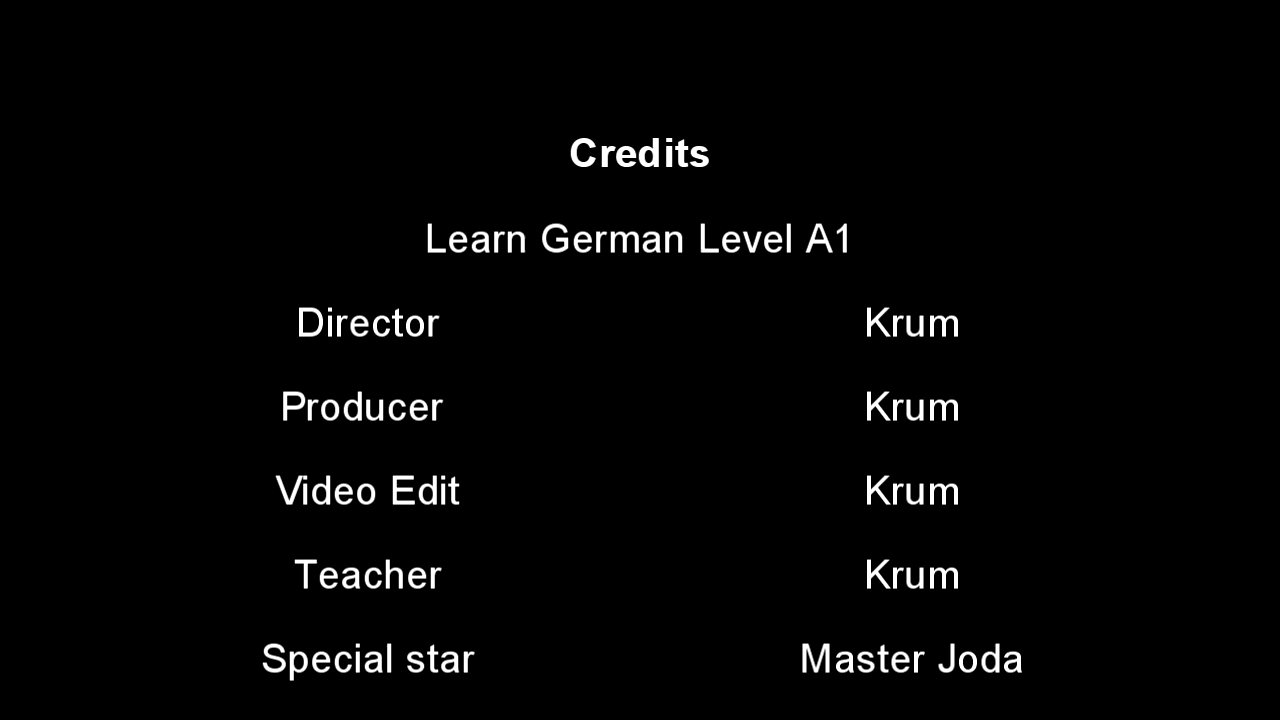 Credits
Learn German Level A1
Director Krum
Producer Krum
Video Edit Krum
Teacher Krum
Special star Master Joda